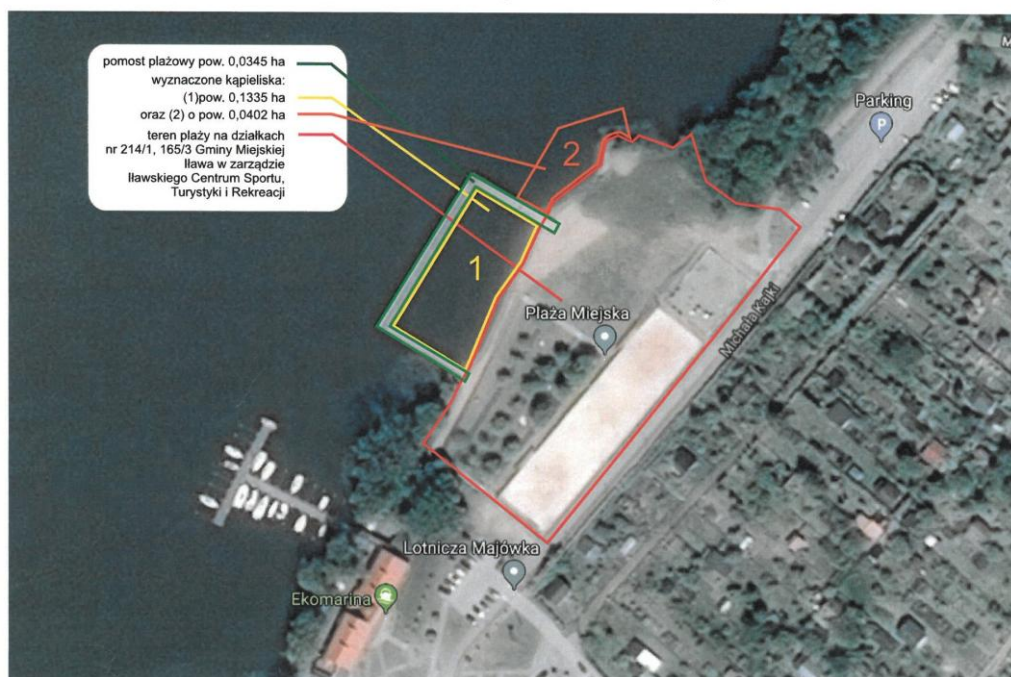 pomost plażowy pow. 0,0345 ha
wyznaczone kąpieliska:
(1)pow. 0,1335 ha
oraz (2) o pow. 0,0402 ha
teren plaży na działkach
nr 214/1, 165/3 Gminy Miejskiej
Iława w zarządzie
Iławskiego Centrum Sportu,
Turystyki i Rekreacji
M
Parking
P
2
1
Plaża Miejska
Michała Kajki
Lotnicza Majówka
Ekomarina